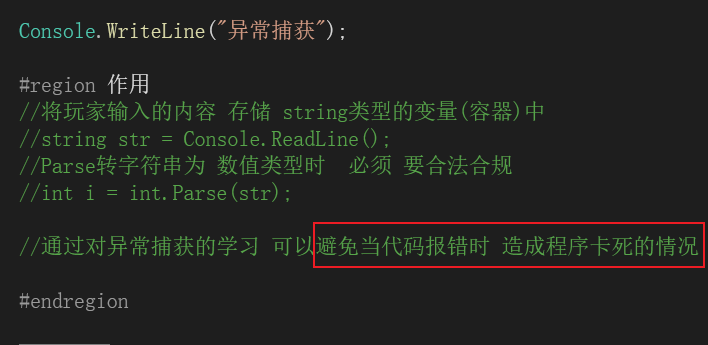 Console.WriteLine("异常捕获");
#region 作用
//将玩家输入的内容 存储 string类型的变量(容器)中
//string str = Console.ReadLine();
//Parse转字符串为 数值类型时  必须 要合法合规
//int i = int.Parse(str);
//通过对异常捕获的学习 可以避免当代码报错时 造成程序卡死的情况
#endregion